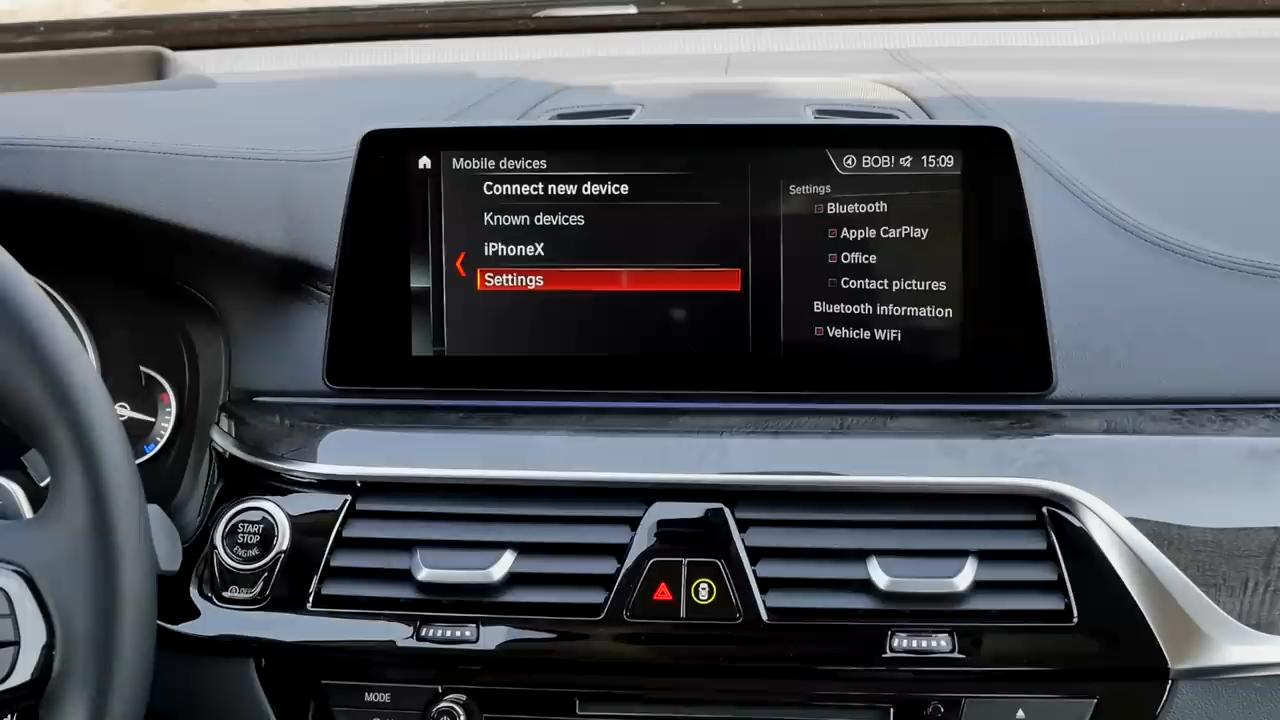 Mobile devices
BOB! 15:09
Connect new device
Known devices
iPhoneX
Settings
Settings
Bluetooth
Apple CarPlay
Office
Contact pictures
Bluetooth information
Vehicle WiFi
START
STOP
ENGINE
OFF
MODE